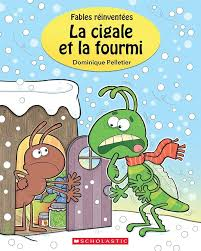 Fables réinventées
La cigale
et la fourmi
Dominique Pelletier
SCHOLASTIC